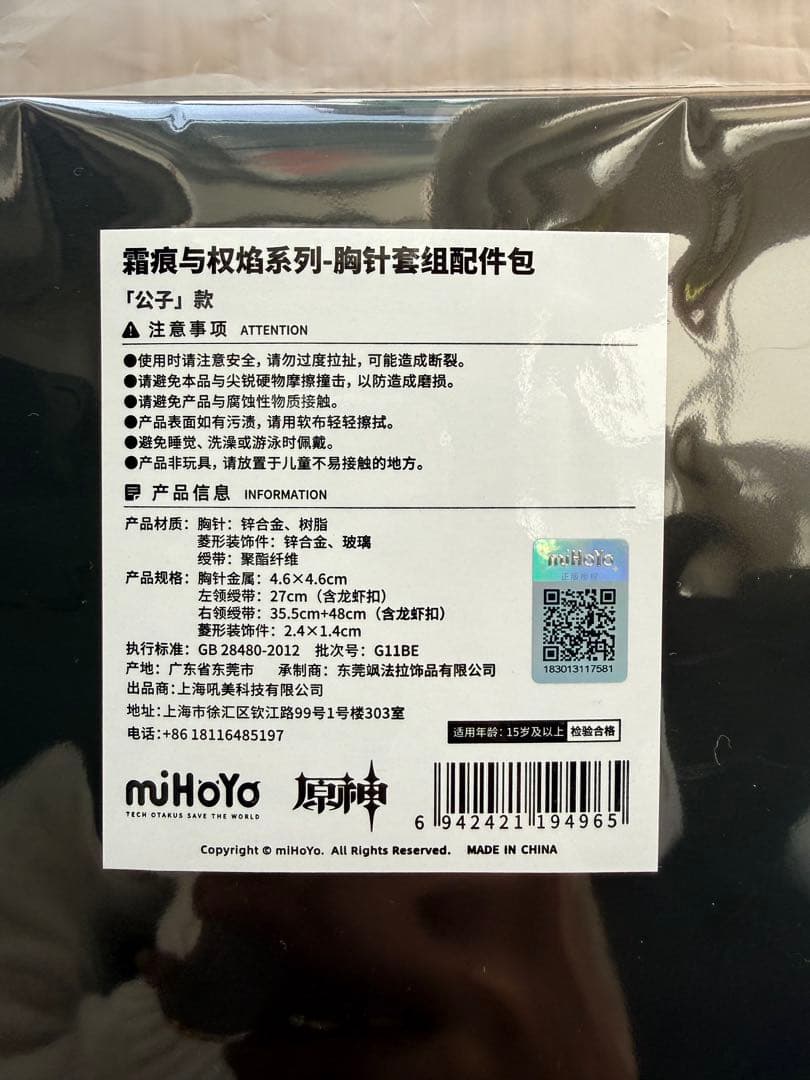 霜痕与权焰系列-胸针套组配件包
「公子」款
注意事项 ATTENTION
●使用时请注意安全，请勿过度拉扯，可能造成断裂。
●请避免本品与尖锐硬物摩擦撞击，以防造成磨损。
●请避免产品与腐蚀性物质接触。
●产品表面如有污渍，请用软布轻轻擦拭。
●避免睡觉、洗澡或游泳时佩戴。
●产品非玩具，请放置于儿童不易接触的地方。
产品信息 INFORMATION
产品材质：胸针：锌合金、树脂
菱形装饰件：锌合金、玻璃
绶带：聚酯纤维
产品规格：胸针金属：4.6×4.6cm
左领绶带：27cm（含龙虾扣）
右领绶带：35.5cm+48cm（含龙虾扣）
菱形装饰件：2.4×1.4cm
miHoYo
正版授权
183013117581
执行标准：GB 28480-2012 批次号：G11BE
产地：广东省东莞市 承制商：东莞飒法拉饰品有限公司
出品商：上海吼美科技有限公司
地址：上海市徐汇区钦江路99号1号楼303室
电话：+86 18116485197
适用年龄：15岁及以上 检验合格
miHoYo
TECH OTAKUS SAVE THE WORLD
原神
6 942421 194965
Copyright © miHoYo. All Rights Reserved. MADE IN CHINA